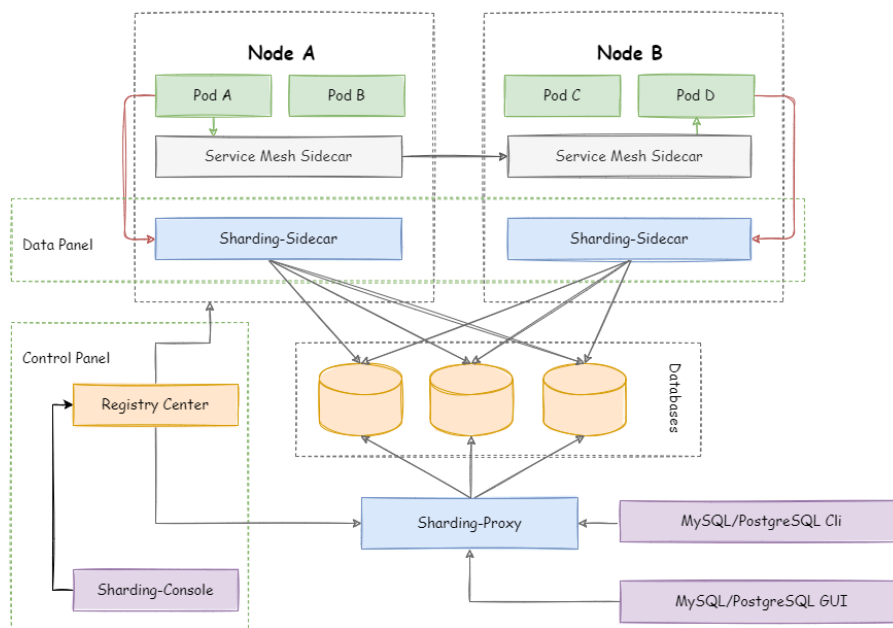 Node A
Node B
Pod A
Pod B
Pod C
Pod D
Service Mesh Sidecar
Service Mesh Sidecar
Data Panel
Sharding-Sidecar
Sharding-Sidecar
Control Panel
Registry Center
Databases
Sharding-Proxy
MySQL/PostgreSQL Cli
Sharding-Console
MySQL/PostgreSQL GUI